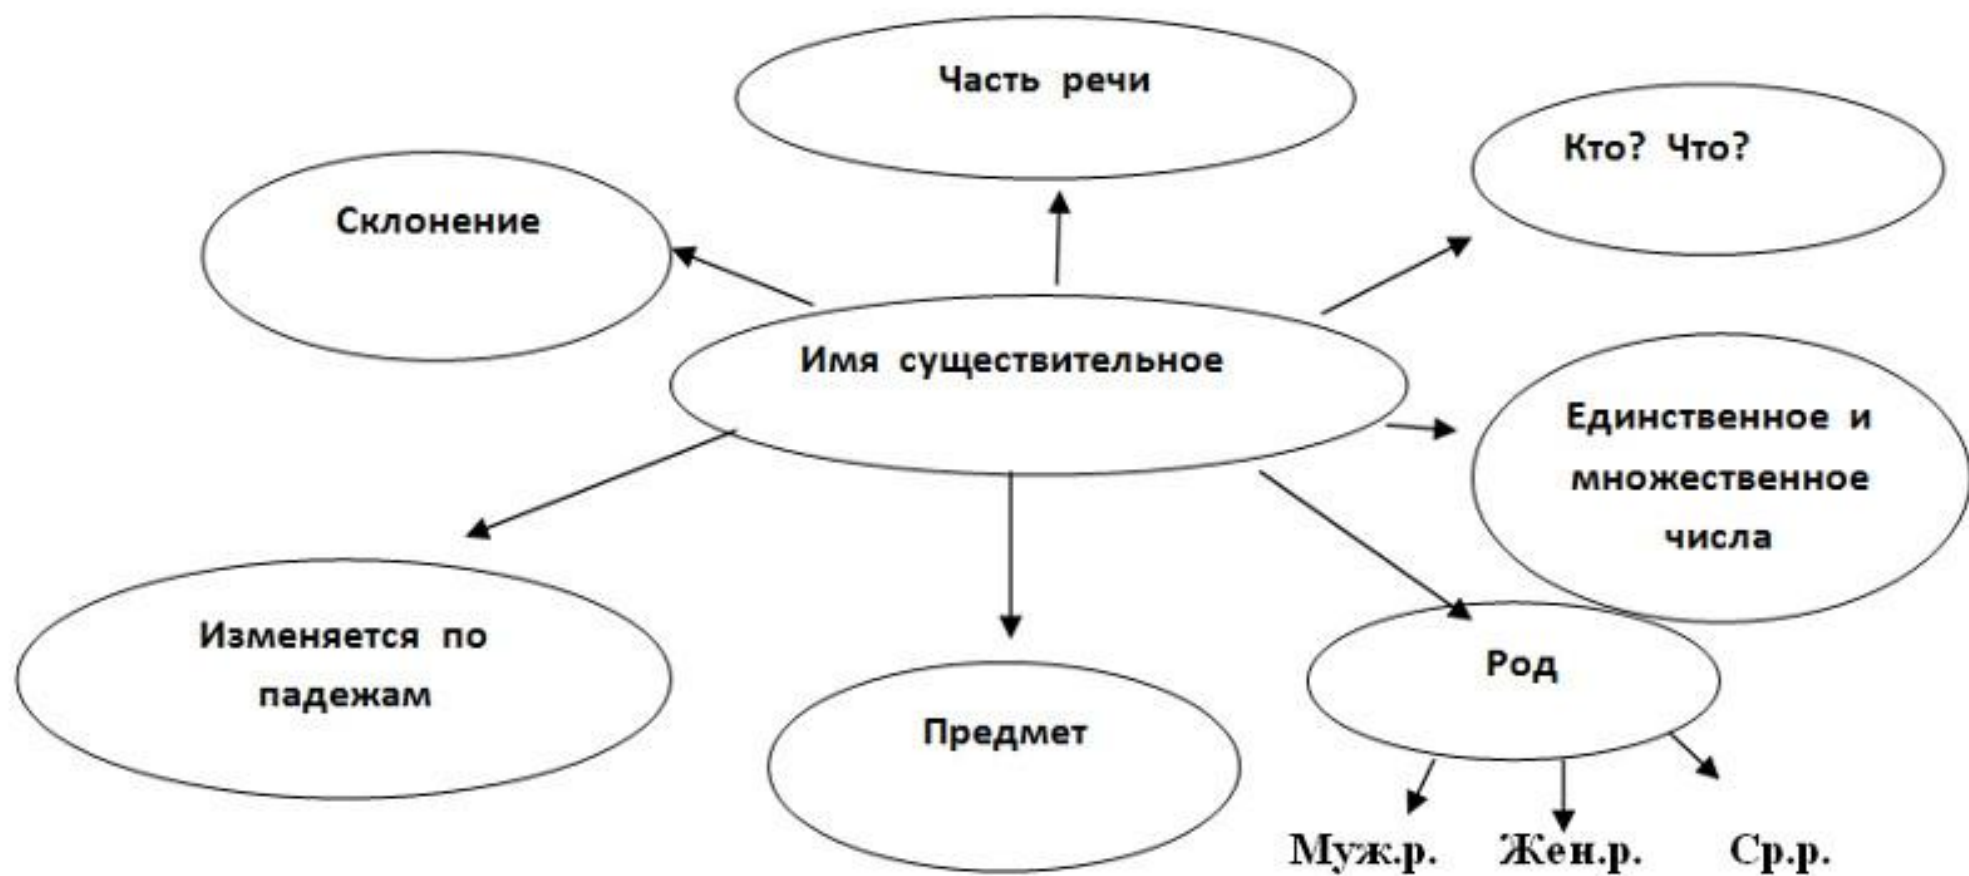 Часть речи
Кто? Что?
Склонение
Имя существительное
Единственное и
множественное
числа
Изменяется по
падежам
Предмет
Род
Муж.р. Жен.р. Ср.р.